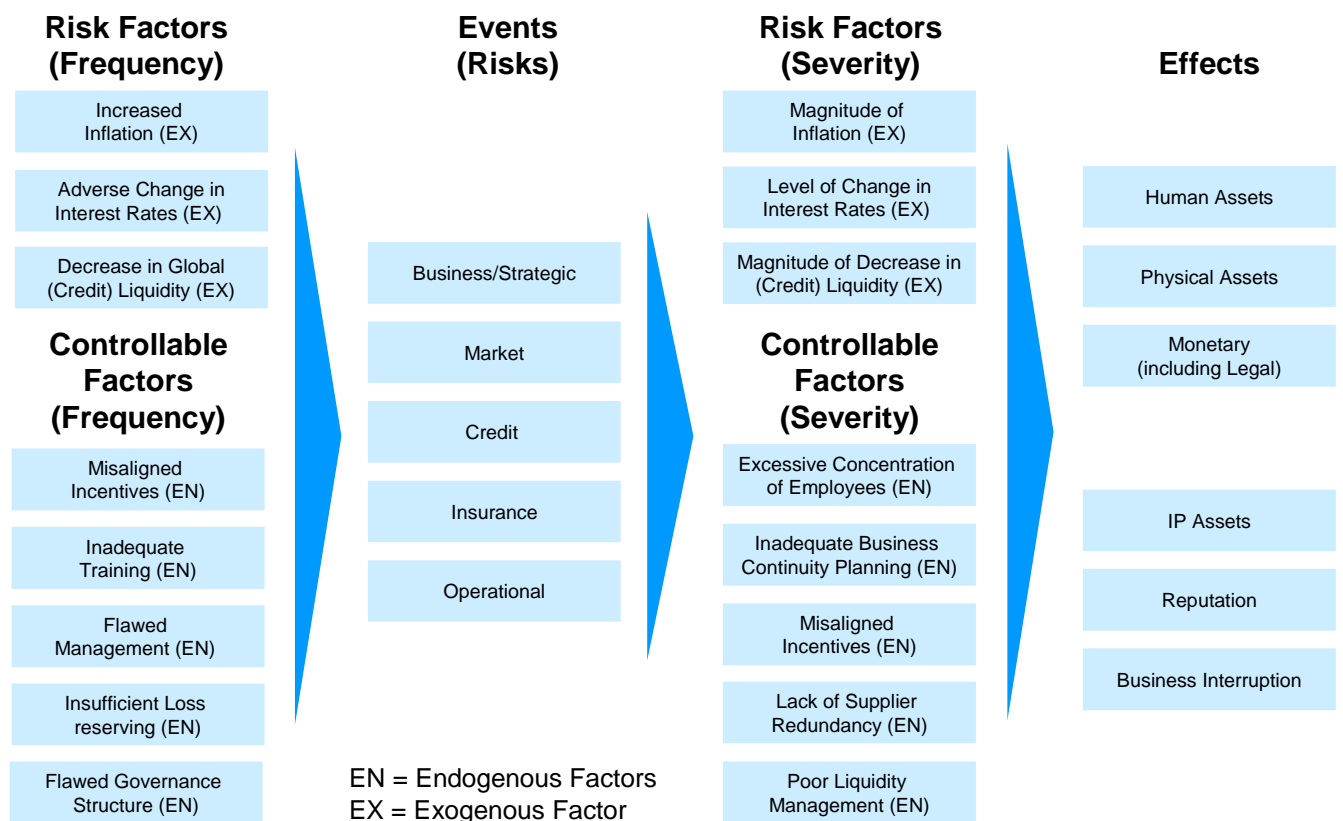 Risk Factors
(Frequency)
Increased
Inflation (EX)
Adverse Change in
Interest Rates (EX)
Decrease in Global
(Credit) Liquidity (EX)
Controllable
Factors
(Frequency)
Misaligned
Incentives (EN)
Inadequate
Training (EN)
Flawed
Management (EN)
Insufficient Loss
reserving (EN)
Flawed Governance
Structure (EN)
Events
(Risks)
Business/Strategic
Market
Credit
Insurance
Operational
EN = Endogenous Factors
EX = Exogenous Factor
Risk Factors
(Severity)
Magnitude of
Inflation (EX)
Level of Change in
Interest Rates (EX)
Magnitude of Decrease in
(Credit) Liquidity (EX)
Controllable
Factors
(Severity)
Excessive Concentration
of Employees (EN)
Inadequate Business
Continuity Planning (EN)
Misaligned
Incentives (EN)
Lack of Supplier
Redundancy (EN)
Poor Liquidity
Management (EN)
Effects
Human Assets
Physical Assets
Monetary
(including Legal)
IP Assets
Reputation
Business Interruption